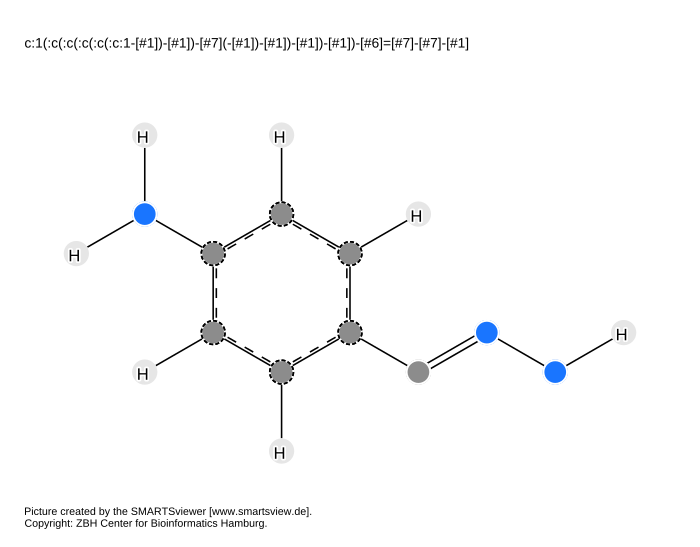 c:1(:c(:c(:c(:c(:c:1-[#1])-[#1])-[#7](-[#1])-[#1])-[#1])-[#1])-[#6]=[#7]-[#7]-[#1]
H H
H
H
H
H
H
Picture created by the SMARTSviewer [www.smartsview.de].
Copyright: ZBH Center for Bioinformatics Hamburg.